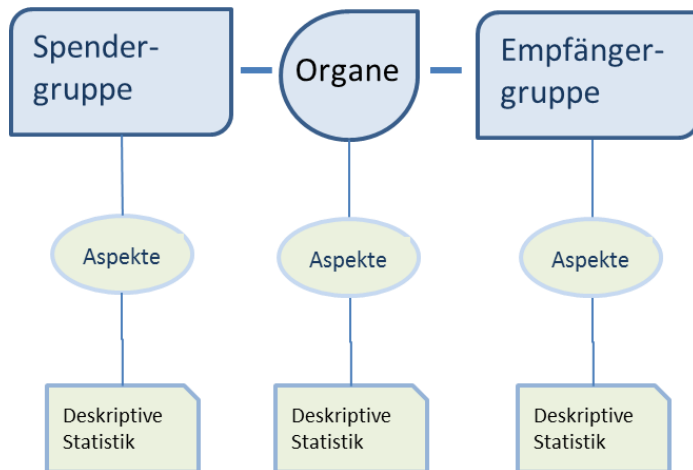 Spender-
gruppe
Organe
Empfänger-
gruppe
Aspekte
Aspekte
Aspekte
Deskriptive
Statistik
Deskriptive
Statistik
Deskriptive
Statistik